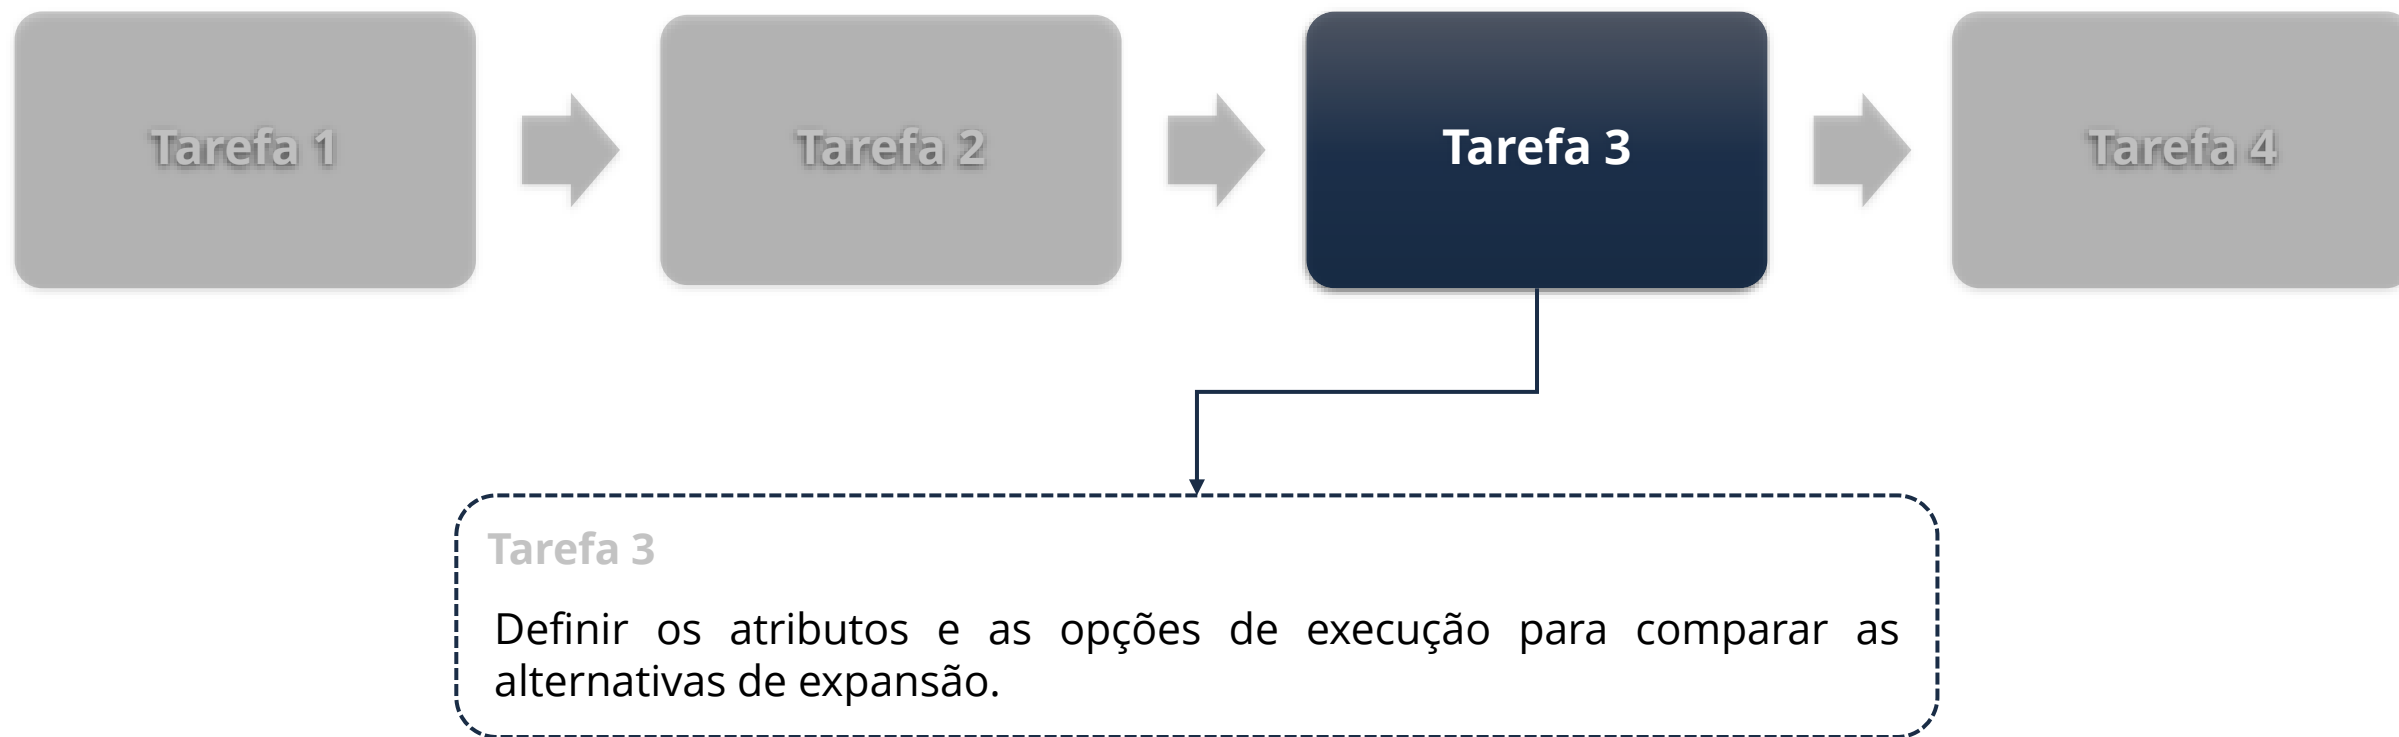 Tarefa 1
Tarefa 2
Tarefa 3
Tarefa 4
Tarefa 3
Definir os atributos e as opções de execução para comparar as
alternativas de expansão.